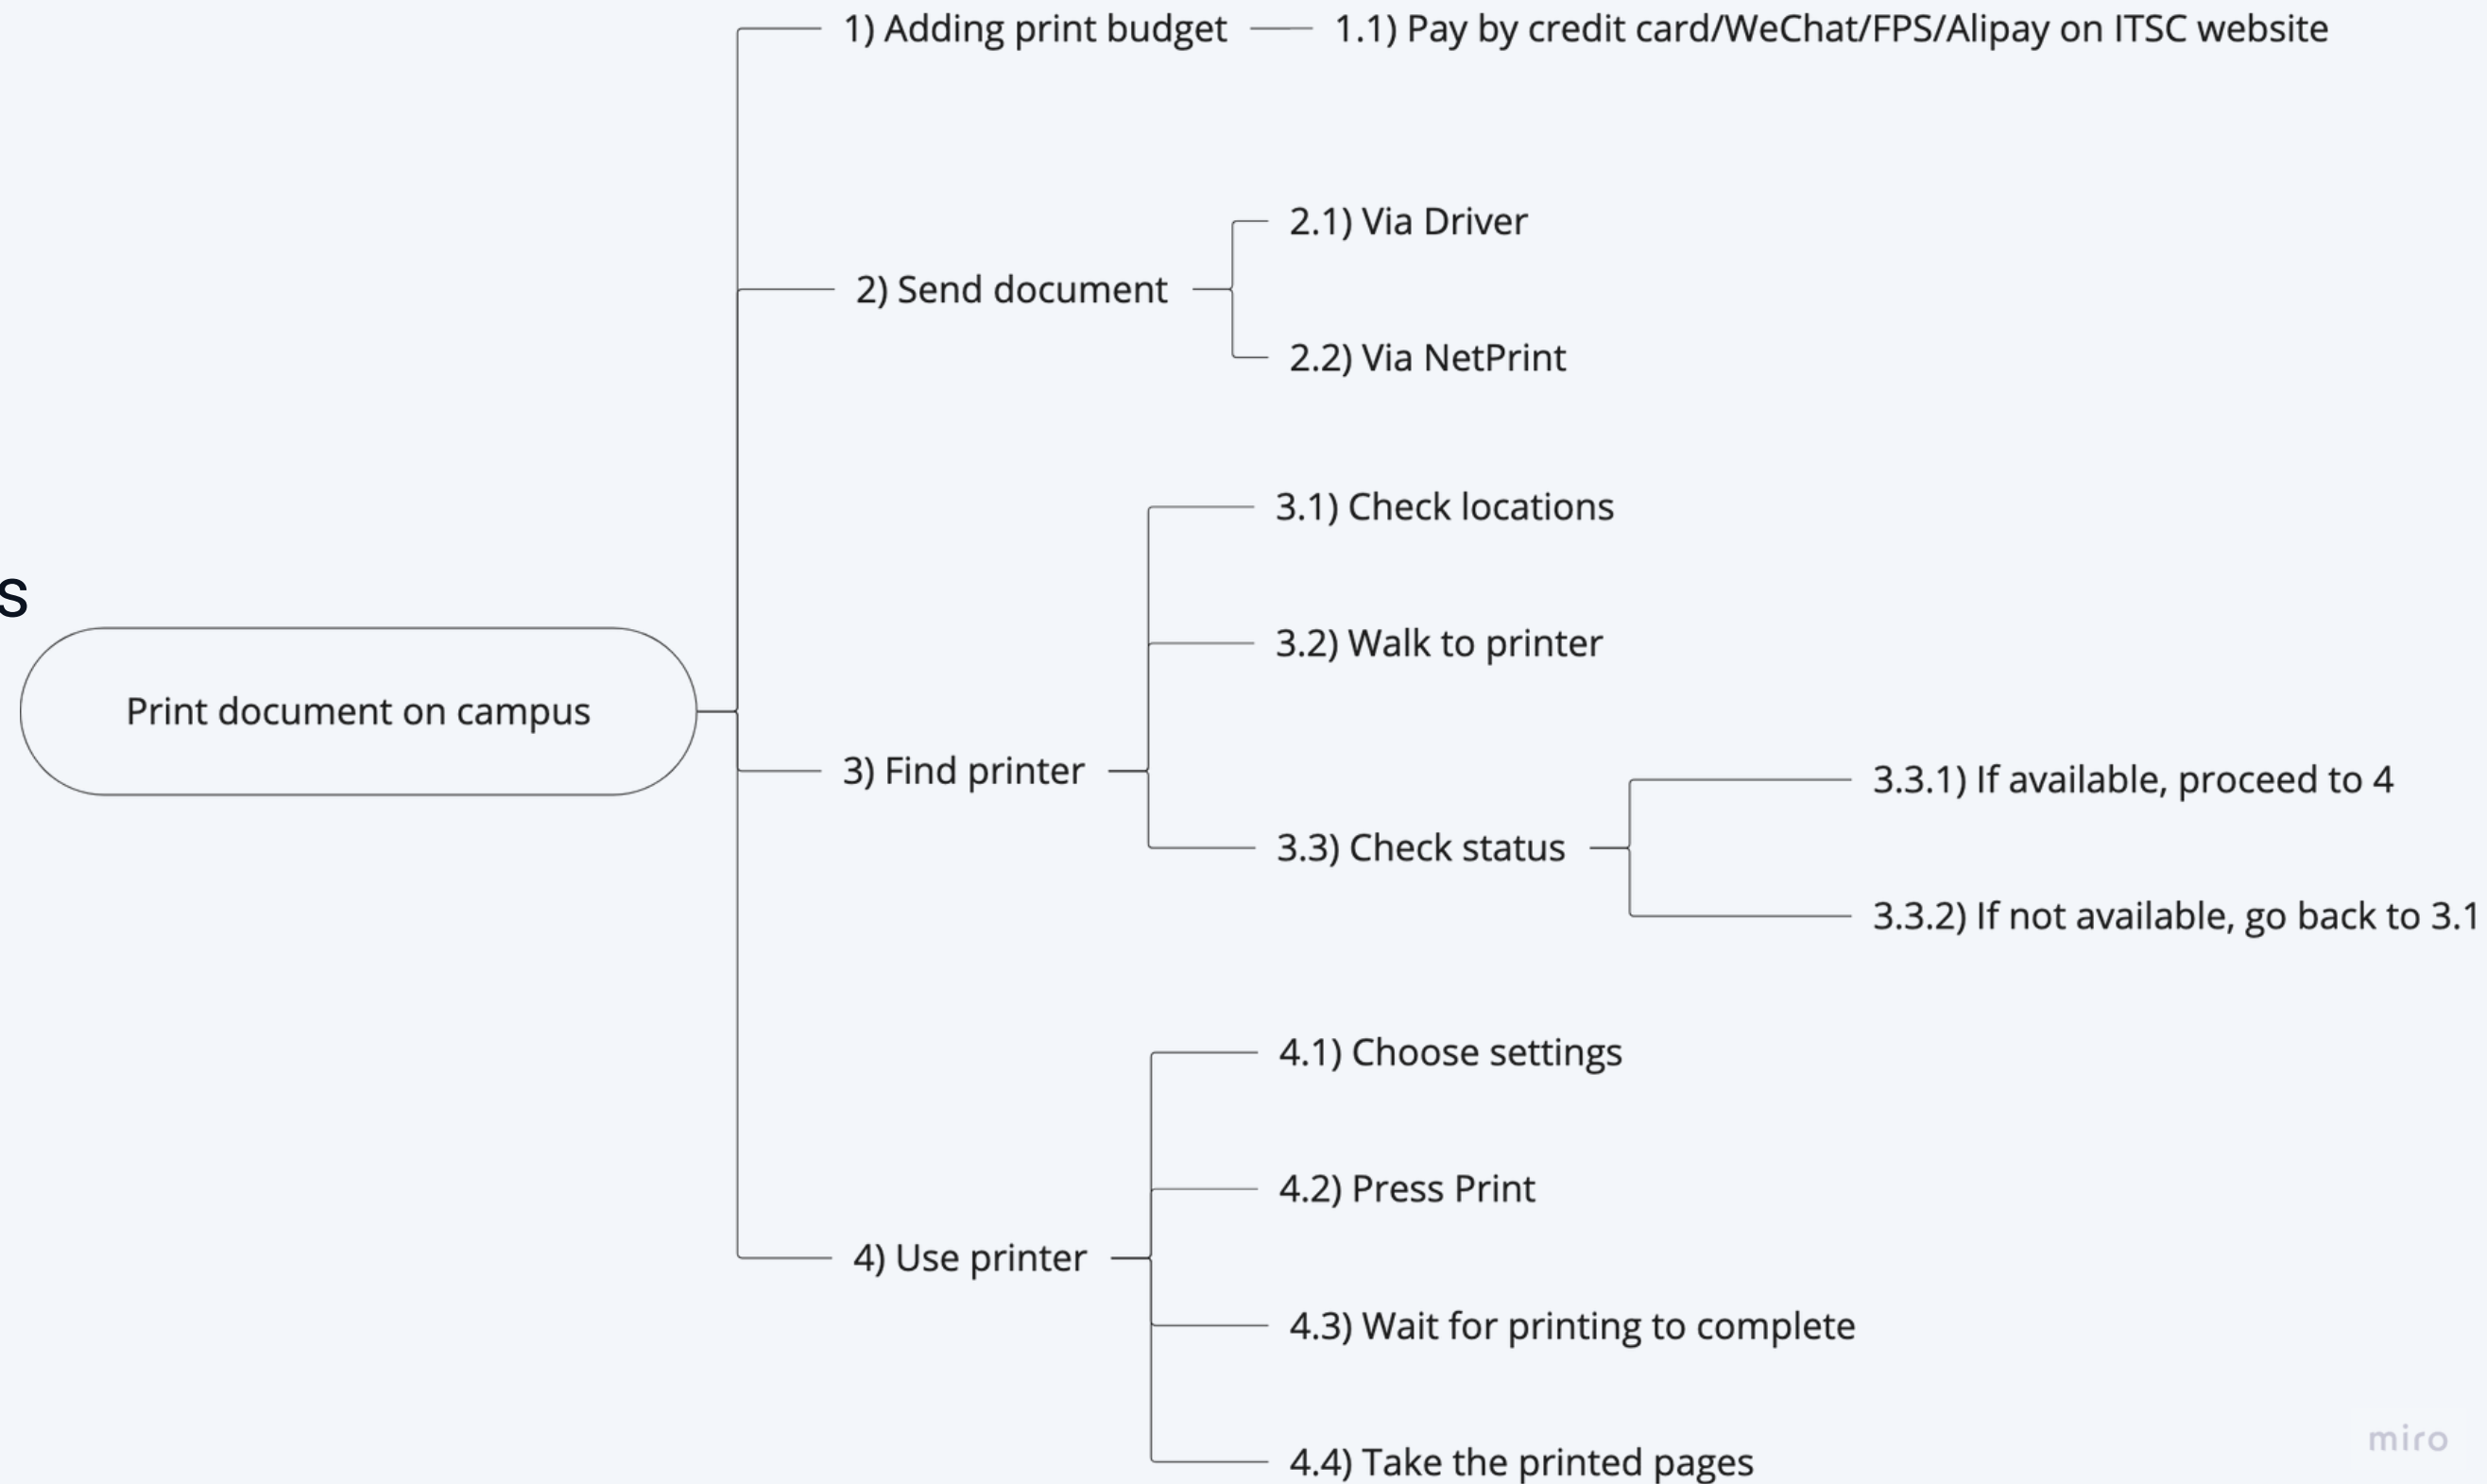 1) Adding print budget
1.1) Pay by credit card/WeChat/FPS/Alipay on ITSC website
2) Send document
2.1) Via Driver
2.2) Via NetPrint
s
Print document on campus
3) Find printer
3.1) Check locations
3.2) Walk to printer
3.3) Check status
3.3.1) If available, proceed to 4
3.3.2) If not available, go back to 3.1
4) Use printer
4.1) Choose settings
4.2) Press Print
4.3) Wait for printing to complete
4.4) Take the printed pages
miro